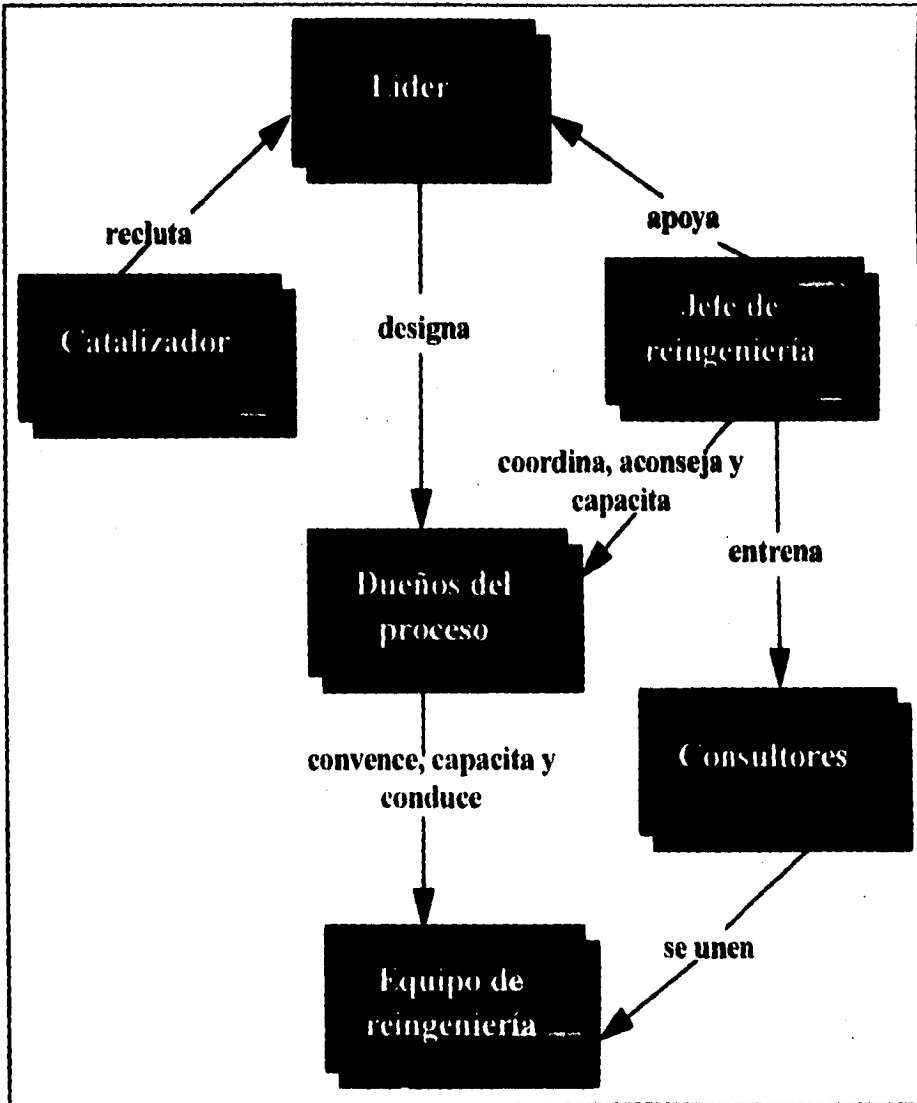 Líder
recluta
apoya
Catalizador
designa
Jefe de
reingeniería
coordina, aconseja y
capacita
entrena
Dueños del
proceso
convence, capacita y
conduce
Consultores
se unen
Equipo de
reingeniería